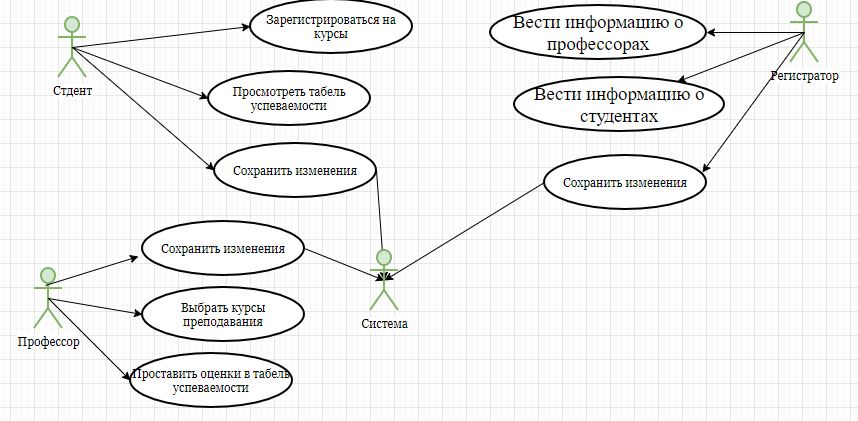 Зарегистрироваться на
курсы
Стдент
Просмотреть табель
успеваемости
Сохранить изменения
Вести информацию о
профессорах
Регистратор
Вести информацию о
студентах
Сохранить изменения
Сохранить изменения
Выбрать курсы
преподавания
Профессор
Проставить оценки в табель
успеваемости
Система